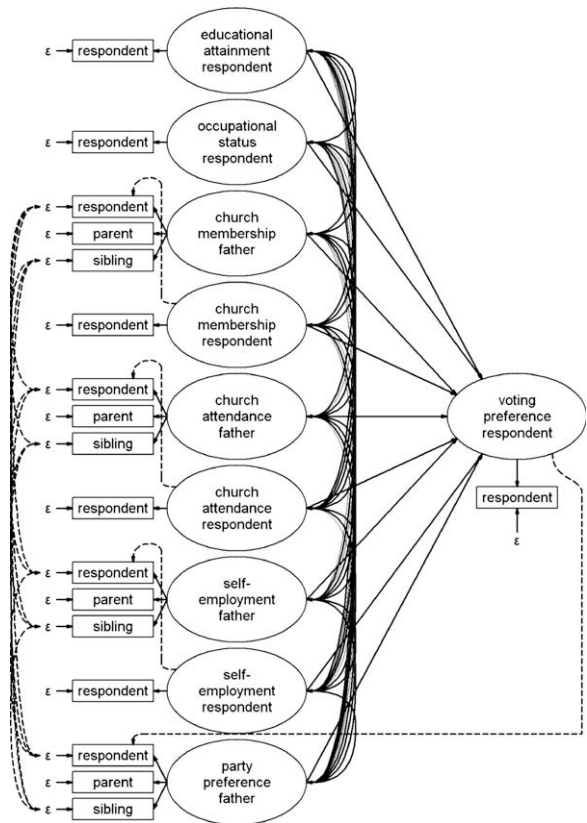 educational
attainment
respondent
ε respondent
occupational
status
respondent
ε respondent
church
membership
father
ε respondent
ε parent
ε sibling
church
membership
respondent
ε respondent
church
attendance
father
ε respondent
ε parent
ε sibling
church
attendance
respondent
ε respondent
self-
employment
father
ε respondent
ε parent
ε sibling
self-
employment
respondent
ε respondent
party
preference
father
ε respondent
ε parent
ε sibling
voting
preference
respondent
respondent
ε